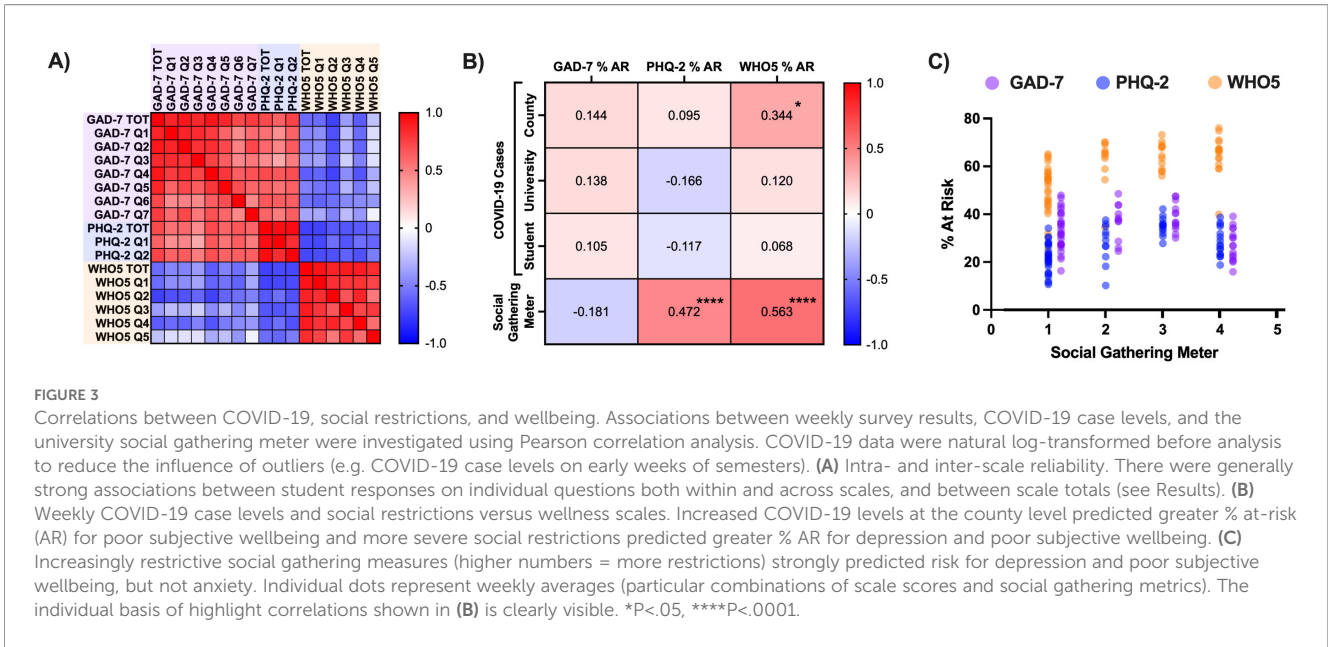 A)
GAD-7 TOT
GAD-7 Q1
GAD-7 Q2
GAD-7 Q3
GAD-7 Q4
GAD-7 Q5
GAD-7 Q6
GAD-7 Q7
PHQ-2 TOT
PHQ-2 Q1
PHQ-2 Q2
WHO5 TOT
WHO5 Q1
WHO5 Q2
WHO5 Q3
WHO5 Q4
WHO5 Q5
GAD-7 TOT
GAD-7 Q1
GAD-7 Q2
GAD-7 Q3
GAD-7 Q4
GAD-7 Q5
GAD-7 Q6
GAD-7 Q7
PHQ-2 TOT
PHQ-2 Q1
PHQ-2 Q2
WHO5 TOT
WHO5 Q1
WHO5 Q2
WHO5 Q3
WHO5 Q4
WHO5 Q5
1.0
0.5
0
-0.5
-1.0
B)
GAD-7 % AR PHQ-2 % AR WHO5 % AR
COVID-19 Cases
County
0.144 0.095 0.344 *
University
0.138 -0.166 0.120
Student
0.105 -0.117 0.068
Social
Gathering
Meter
-0.181 0.472 **** 0.563 ****
1.0
0.5
0
-0.5
-1.0
C)
GAD-7 PHQ-2 WHO5
% At Risk
80
60
40
20
0
0 1 2 3 4 5
Social Gathering Meter
FIGURE 3
Correlations between COVID-19, social restrictions, and wellbeing. Associations between weekly survey results, COVID-19 case levels, and the
university social gathering meter were investigated using Pearson correlation analysis. COVID-19 data were natural log-transformed before analysis
to reduce the influence of outliers (e.g. COVID-19 case levels on early weeks of semesters). (A) Intra- and inter-scale reliability. There were generally
strong associations between student responses on individual questions both within and across scales, and between scale totals (see Results). (B)
Weekly COVID-19 case levels and social restrictions versus wellness scales. Increased COVID-19 levels at the county level predicted greater % at-risk
(AR) for poor subjective wellbeing and more severe social restrictions predicted greater % AR for depression and poor subjective wellbeing. (C)
Increasingly restrictive social gathering measures (higher numbers = more restrictions) strongly predicted risk for depression and poor subjective
wellbeing, but not anxiety. Individual dots represent weekly averages (particular combinations of scale scores and social gathering metrics). The
individual basis of highlight correlations shown in (B) is clearly visible. *P<.05, ****P<.0001.